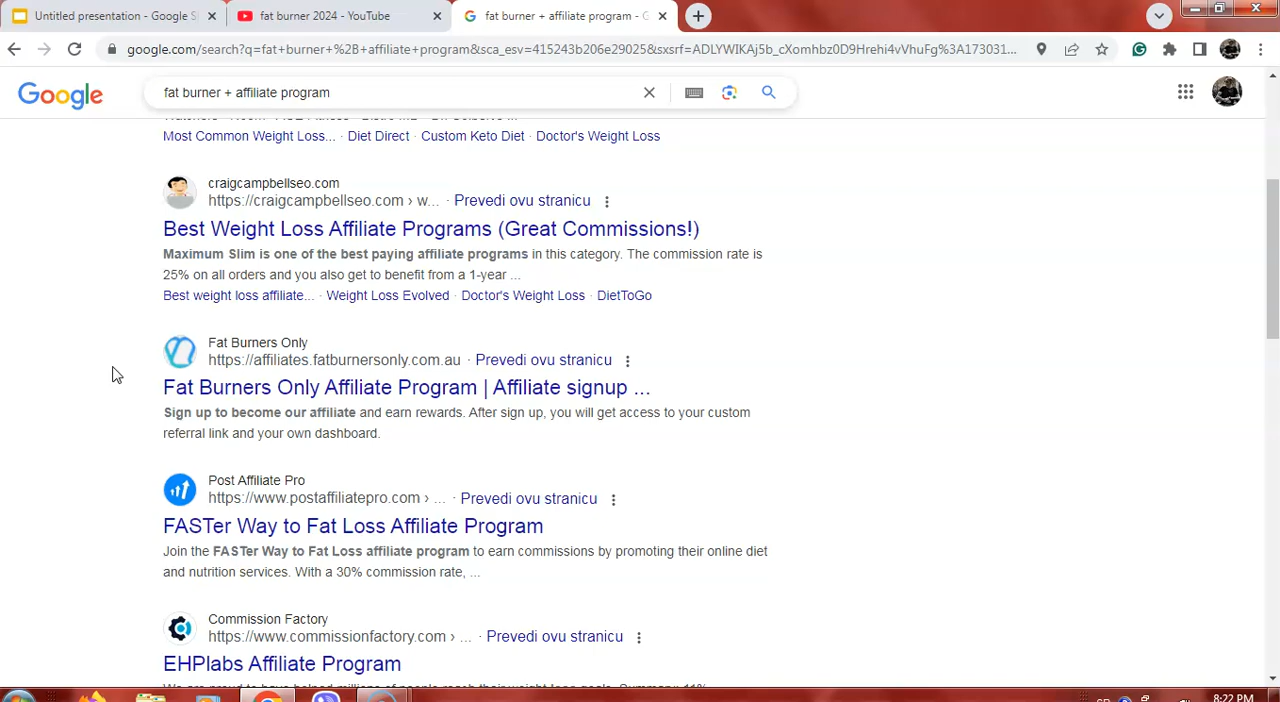 Untitled presentation - Google S
fat burner 2024 - YouTube
fat burner + affiliate program - G
google.com/search?q=fat+burner+%2B+affiliate+program&sca_esv=415243b206e29025&sxsrf=ADLYWIKAj5b_cXomhbz0D9Hrehi4vVhuFg%3A173031...
Google
fat burner + affiliate program
Most Common Weight Loss... · Diet Direct · Custom Keto Diet · Doctor's Weight Loss
craigcampbellseo.com
https://craigcampbellseo.com › w... · Prevedi ovu stranicu
Best Weight Loss Affiliate Programs (Great Commissions!)
Maximum Slim is one of the best paying affiliate programs in this category. The commission rate is
25% on all orders and you also get to benefit from a 1-year ...
Best weight loss affiliate... · Weight Loss Evolved · Doctor's Weight Loss · DietToGo
Fat Burners Only
https://affiliates.fatburnersonly.com.au · Prevedi ovu stranicu
Fat Burners Only Affiliate Program | Affiliate signup ...
Sign up to become our affiliate and earn rewards. After sign up, you will get access to your custom
referral link and your own dashboard.
Post Affiliate Pro
https://www.postaffiliatepro.com › ... · Prevedi ovu stranicu
FASTer Way to Fat Loss Affiliate Program
Join the FASTer Way to Fat Loss affiliate program to earn commissions by promoting their online diet
and nutrition services. With a 30% commission rate, ...
Commission Factory
https://www.commissionfactory.com › ... · Prevedi ovu stranicu
EHPlabs Affiliate Program
8:22 PM